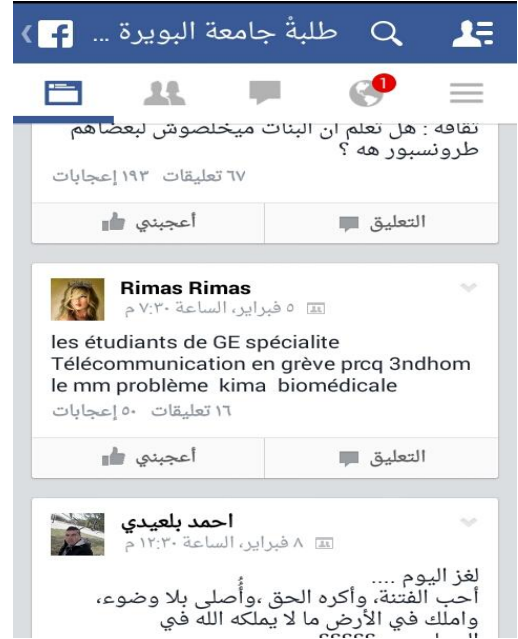 طلبةْ جامعة البويرة ...
1
ثقافة : هل تعلم ان البنات ميخلصوش لبعضاهم
طرونسبور هه ؟
٦٧ تعليقات ١٩٣ إعجابات
أعجبني
التعليق
Rimas Rimas
٥ فبراير، الساعة ٧:٣٠ م
les étudiants de GE spécialite
Télécommunication en grève prcq 3ndhom
le mm problème kima biomédicale
١٦ تعليقات ٥٠ إعجابات
أعجبني
التعليق
احمد بلعيدي
٨ فبراير، الساعة ١٢:٣٠ م
لغز اليوم ....
أحب الفتنة، وأكره الحق ،وأُصلى بلا وضوء،
واملك في الأرض ما لا يملكه الله في